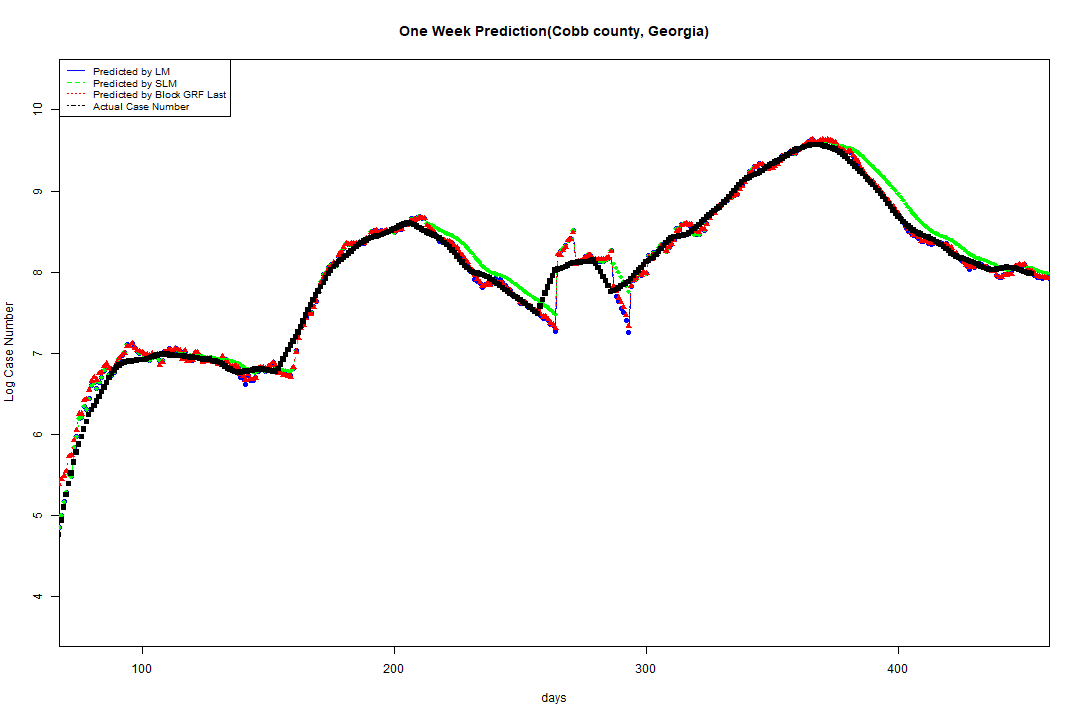 One Week Prediction(Cobb county, Georgia)
Predicted by LM
Predicted by SLM
Predicted by Block GRF Last
Actual Case Number
10
9
8
7
6
5
4
Log Case Number
100 200 300 400
days